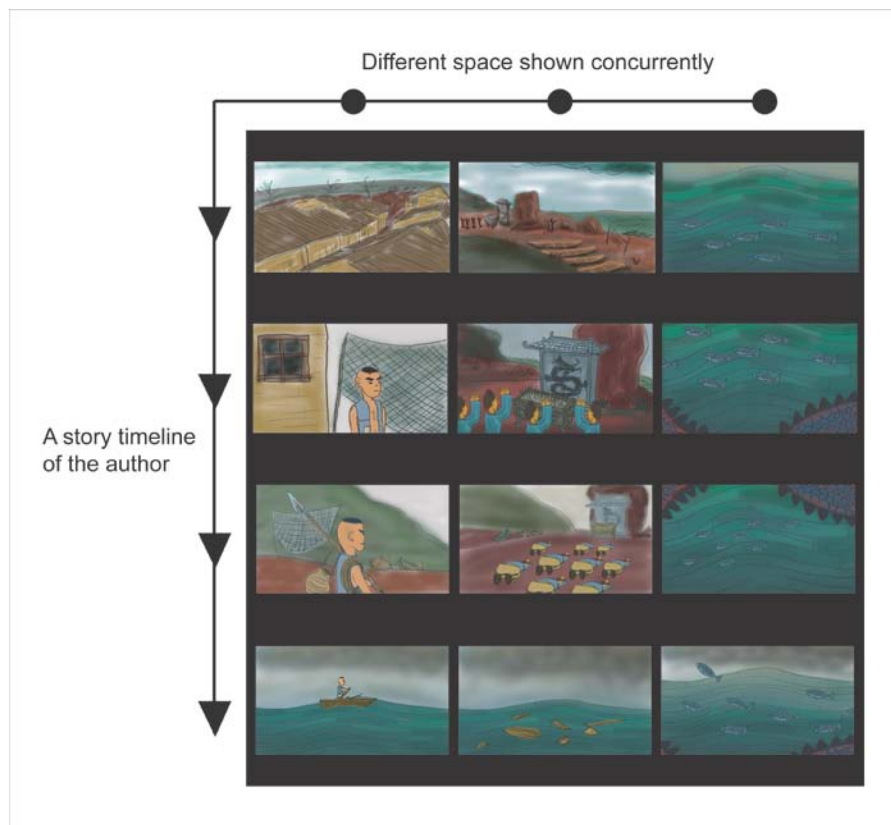 Different space shown concurrently
A story timeline
of the author